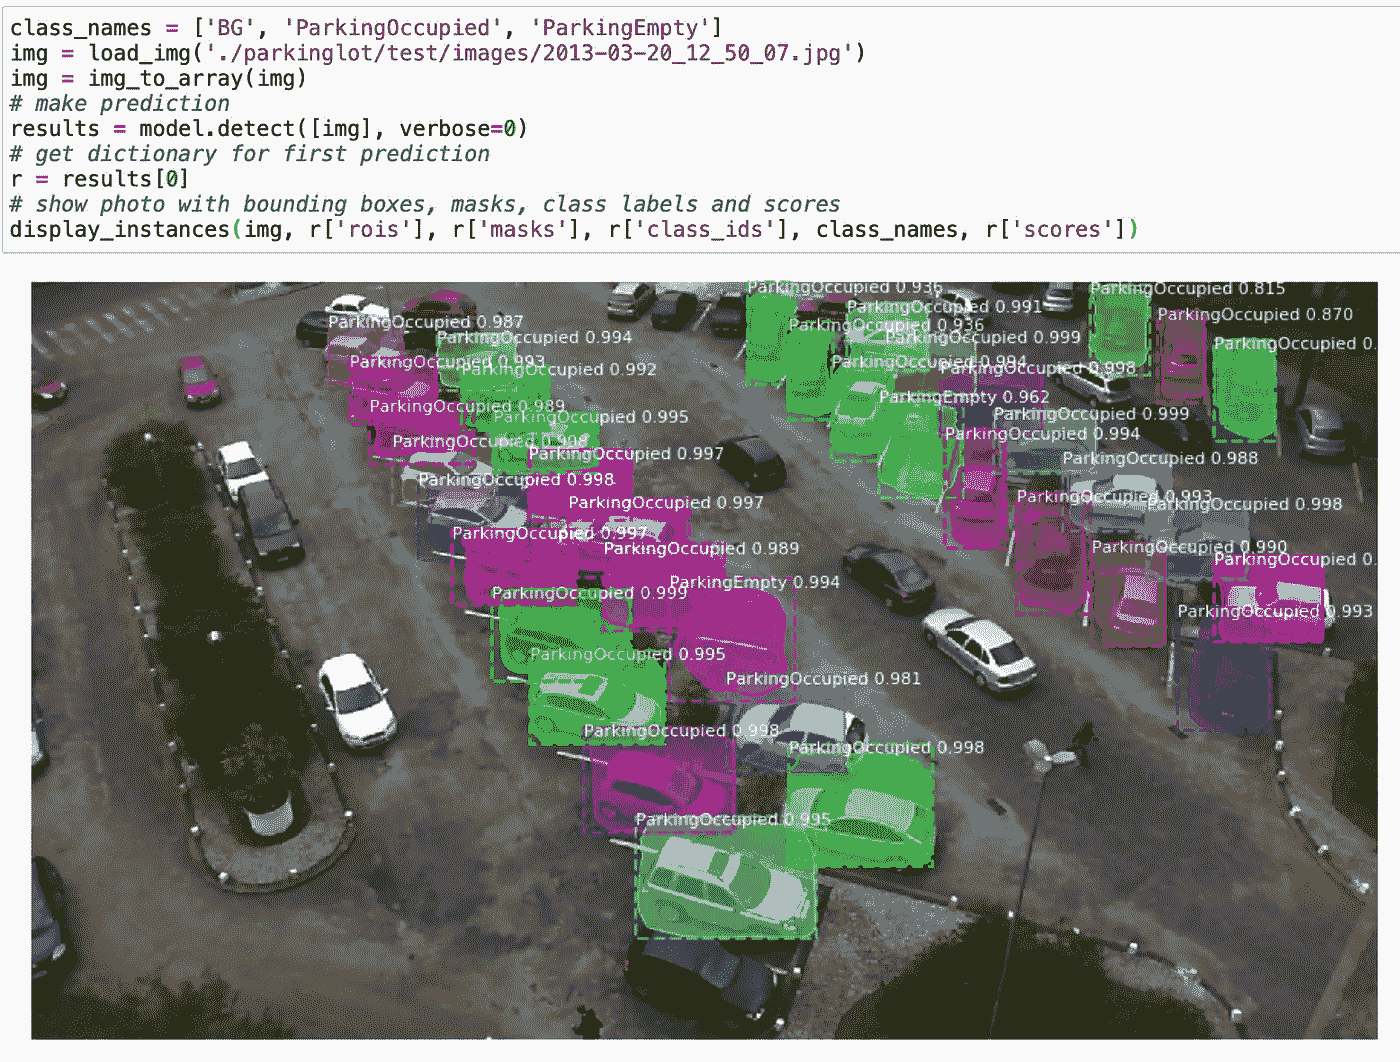 class_names = ['BG', 'ParkingOccupied', 'ParkingEmpty']
img = load_img('./parkinglot/test/images/2013-03-20_12_50_07.jpg')
img = img_to_array(img)
# make prediction
results = model.detect([img], verbose=0)
# get dictionary for first prediction
r = results[0]
# show photo with bounding boxes, masks, class labels and scores
display_instances(img, r['rois'], r['masks'], r['class_ids'], class_names, r['scores'])
ParkingOccupied 0.936
ParkingOccupied 0.815
ParkingOccupied 0.991
ParkingOccupied 0.870
ParkingOccupied 0.987
ParkingOccupied 0.936
ParkingOccupied 0.994
ParkingOccupied 0.999
ParkingOccupied 0.
ParkingOccupied 0.993
ParkingOccupied 0.994
ParkingOccupied 0.992
ParkingOccupied 0.998
ParkingEmpty 0.962
ParkingOccupied 0.989
ParkingOccupied 0.999
ParkingOccupied 0.995
ParkingOccupied 0.994
ParkingOccupied 0.998
ParkingOccupied 0.997
ParkingOccupied 0.988
ParkingOccupied 0.998
ParkingOccupied 0.993
ParkingOccupied 0.997
ParkingOccupied 0.998
ParkingOccupied 0.997
ParkingOccupied 0.989
ParkingOccupied 0.990
ParkingOccupied 0.
ParkingEmpty 0.994
ParkingOccupied 0.999
ParkingOccupied 0.993
ParkingOccupied 0.995
ParkingOccupied 0.981
ParkingOccupied 0.998
ParkingOccupied 0.998
ParkingOccupied 0.995